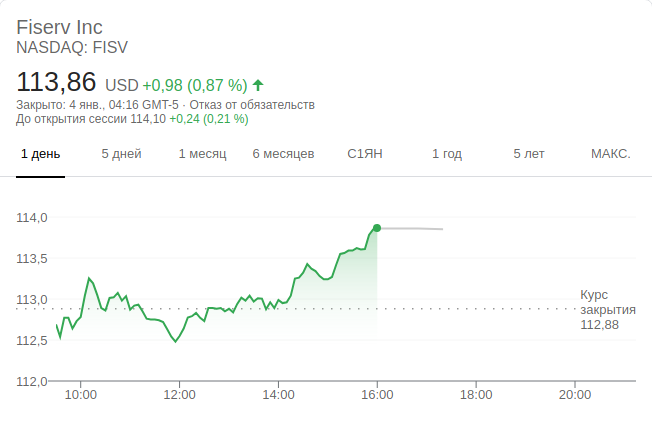 Fiserv Inc
NASDAQ: FISV
113,86 USD +0,98 (0,87 %)
Закрыто: 4 янв., 04:16 GMT-5 · Отказ от обязательств
До открытия сессии 114,10 +0,24 (0,21 %)
1 день 5 дней 1 месяц 6 месяцев С1ЯН 1 год 5 лет МАКС.
114,0
113,5
113,0
112,5
112,0
Курс
закрытия
112,88
10:00 12:00 14:00 16:00 18:00 20:00